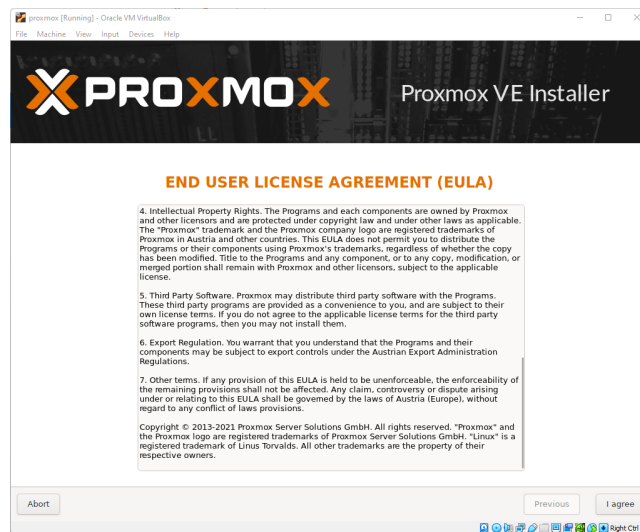 proxmox [Running] - Oracle VM VirtualBox
File Machine View Input Devices Help
PROXMOX
Proxmox VE Installer
END USER LICENSE AGREEMENT (EULA)
4. Intellectual Property Rights. The Programs and each components are owned by Proxmox
and other licensors and are protected under copyright law and under other laws as applicable.
The "Proxmox" trademark and the Proxmox company logo are registered trademarks of
Proxmox in Austria and other countries. This EULA does not permit you to distribute the
Programs or their components using Proxmox's trademarks, regardless of whether the copy
has been modified. Title to the Programs and any component, or to any copy, modification, or
merged portion shall remain with Proxmox and other licensors, subject to the applicable
license.
5. Third Party Software. Proxmox may distribute third party software with the Programs.
These third party programs are provided as a convenience to you, and are subject to their
own license terms. If you do not agree to the applicable license terms for the third party
software programs, then you may not install them.
6. Export Regulation. You warrant that you understand that the Programs and their
components may be subject to export controls under the Austrian Export Administration
Regulations.
7. Other terms. If any provision of this EULA is held to be unenforceable, the enforceability of
the remaining provisions shall not be affected. Any claim, controversy or dispute arising
under or relating to this EULA shall be governed by the laws of Austria (Europe), without
regard to any conflict of laws provisions.
Copyright © 2013-2021 Proxmox Server Solutions GmbH. All rights reserved. "Proxmox" and
the Proxmox logo are registered trademarks of Proxmox Server Solutions GmbH. "Linux" is a
registered trademark of Linus Torvalds. All other trademarks are the property of their
respective owners.
Abort
Previous
I agree
Right Ctrl